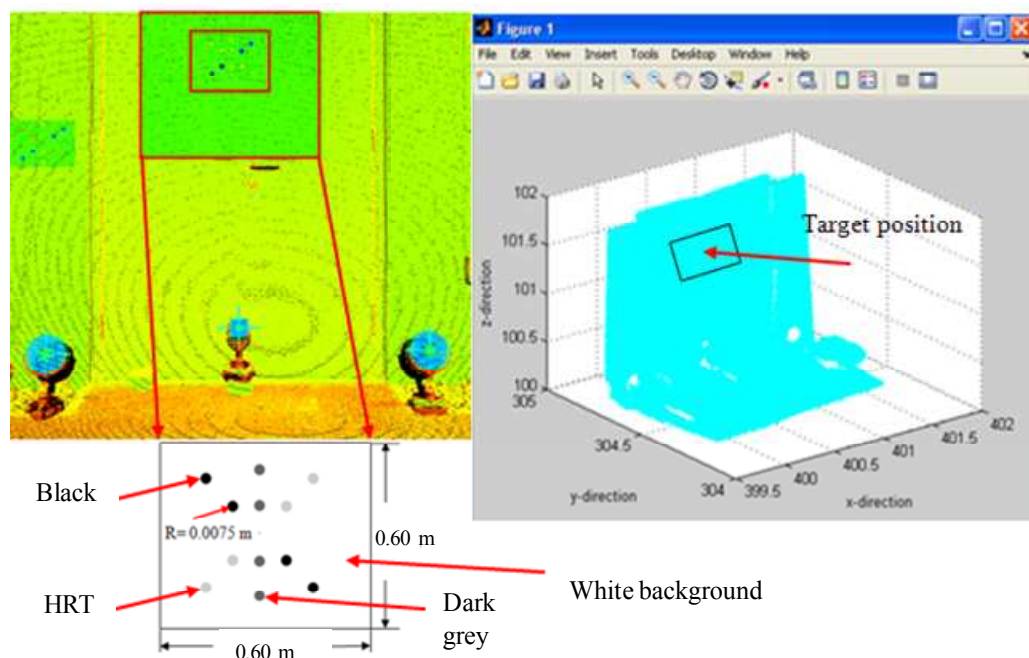 Figure 1
File Edit View Insert Tools Desktop Window Help
102
101.5
101
100.5
100
z-direction
305
304.5
304
y-direction
399.5
400
400.5
401
401.5
402
x-direction
Target position
Black
R= 0.0075 m
HRT
0.60 m
White background
Dark
grey
0.60 m